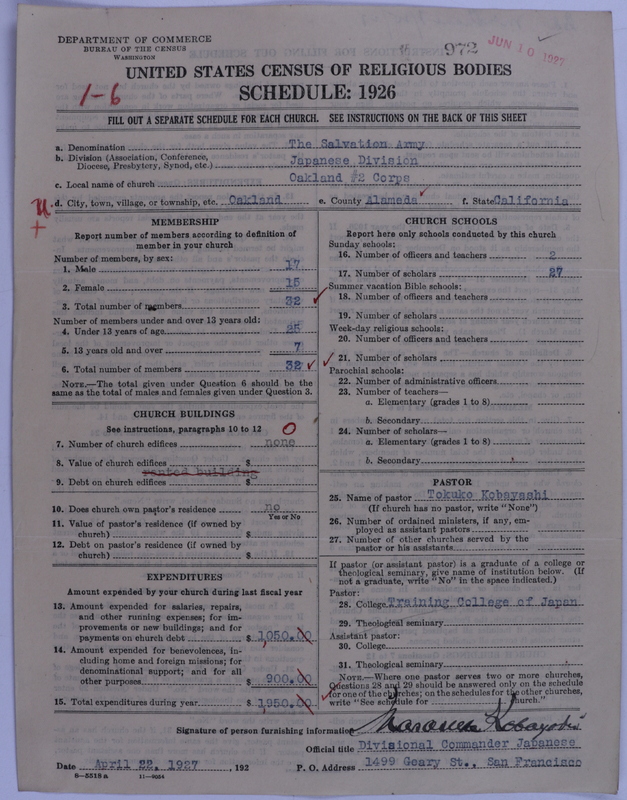 DEPARTMENT OF COMMERCE
BUREAU OF THE CENSUS
WASHINGTON
972
JUN 10 1927
UNITED STATES CENSUS OF RELIGIOUS BODIES
1-6
SCHEDULE: 1926
FILL OUT A SEPARATE SCHEDULE FOR EACH CHURCH. SEE INSTRUCTIONS ON THE BACK OF THIS SHEET
a. Denomination The Salvation Army
b. Division (Association, Conference, Diocese, Presbytery, Synod, etc.) Japanese Division
c. Local name of church Oakland #2 Corps
d. City, town, village, or township, etc. Oakland e. County Alameda f. State California
MEMBERSHIP
Report number of members according to definition of
member in your church
Number of members, by sex:
1. Male 17
2. Female 15
3. Total number of members 32
Number of members under and over 13 years old:
4. Under 13 years of age 25
5. 13 years old and over 7
6. Total number of members 32
NOTE.—The total given under Question 6 should be the
same as the total of males and females given under Question 3.
CHURCH BUILDINGS
See instructions, paragraphs 10 to 12 0
7. Number of church edifices none
8. Value of church edifices $
rented building
9. Debt on church edifices $
10. Does church own pastor's residence no
Yes or No
11. Value of pastor's residence (if owned by
church) $
12. Debt on pastor's residence (if owned by
church) $
EXPENDITURES
Amount expended by your church during last fiscal year
13. Amount expended for salaries, repairs,
and other running expenses; for im-
provements or new buildings; and for
payments on church debt $ 1,050.00
14. Amount expended for benevolences, in-
cluding home and foreign missions; for
denominational support; and for all
other purposes $ 900.00
15. Total expenditures during year $ 1,950.00
CHURCH SCHOOLS
Report here only schools conducted by this church
Sunday schools:
16. Number of officers and teachers 2
17. Number of scholars 27
Summer vacation Bible schools:
18. Number of officers and teachers
19. Number of scholars
Week-day religious schools:
20. Number of officers and teachers
21. Number of scholars
Parochial schools:
22. Number of administrative officers
23. Number of teachers—
a. Elementary (grades 1 to 8)
b. Secondary
24. Number of scholars—
a. Elementary (grades 1 to 8)
b. Secondary
PASTOR
25. Name of pastor Tokuko Kobayashi
(If church has no pastor, write "None")
26. Number of ordained ministers, if any, em-
ployed as assistant pastors
27. Number of other churches served by the
pastor or his assistants
If pastor (or assistant pastor) is a graduate of a college or
theological seminary, give name of institution below. (If
not a graduate, write "No" in the space indicated.)
Pastor:
28. College Training College of Japan
29. Theological seminary
Assistant pastor:
30. College
31. Theological seminary
NOTE.—Where one pastor serves two or more churches,
Questions 28 and 29 should be answered only on the schedule
for one of the churches; on the schedules for the other churches,
write "See schedule for church."
Signature of person furnishing information Kobayashi
Official title Divisional Commander Japanese
Date April 22, 1927 , 192 P. O. Address 1499 Geary St., San Francisco
8-5518 a 11-9054